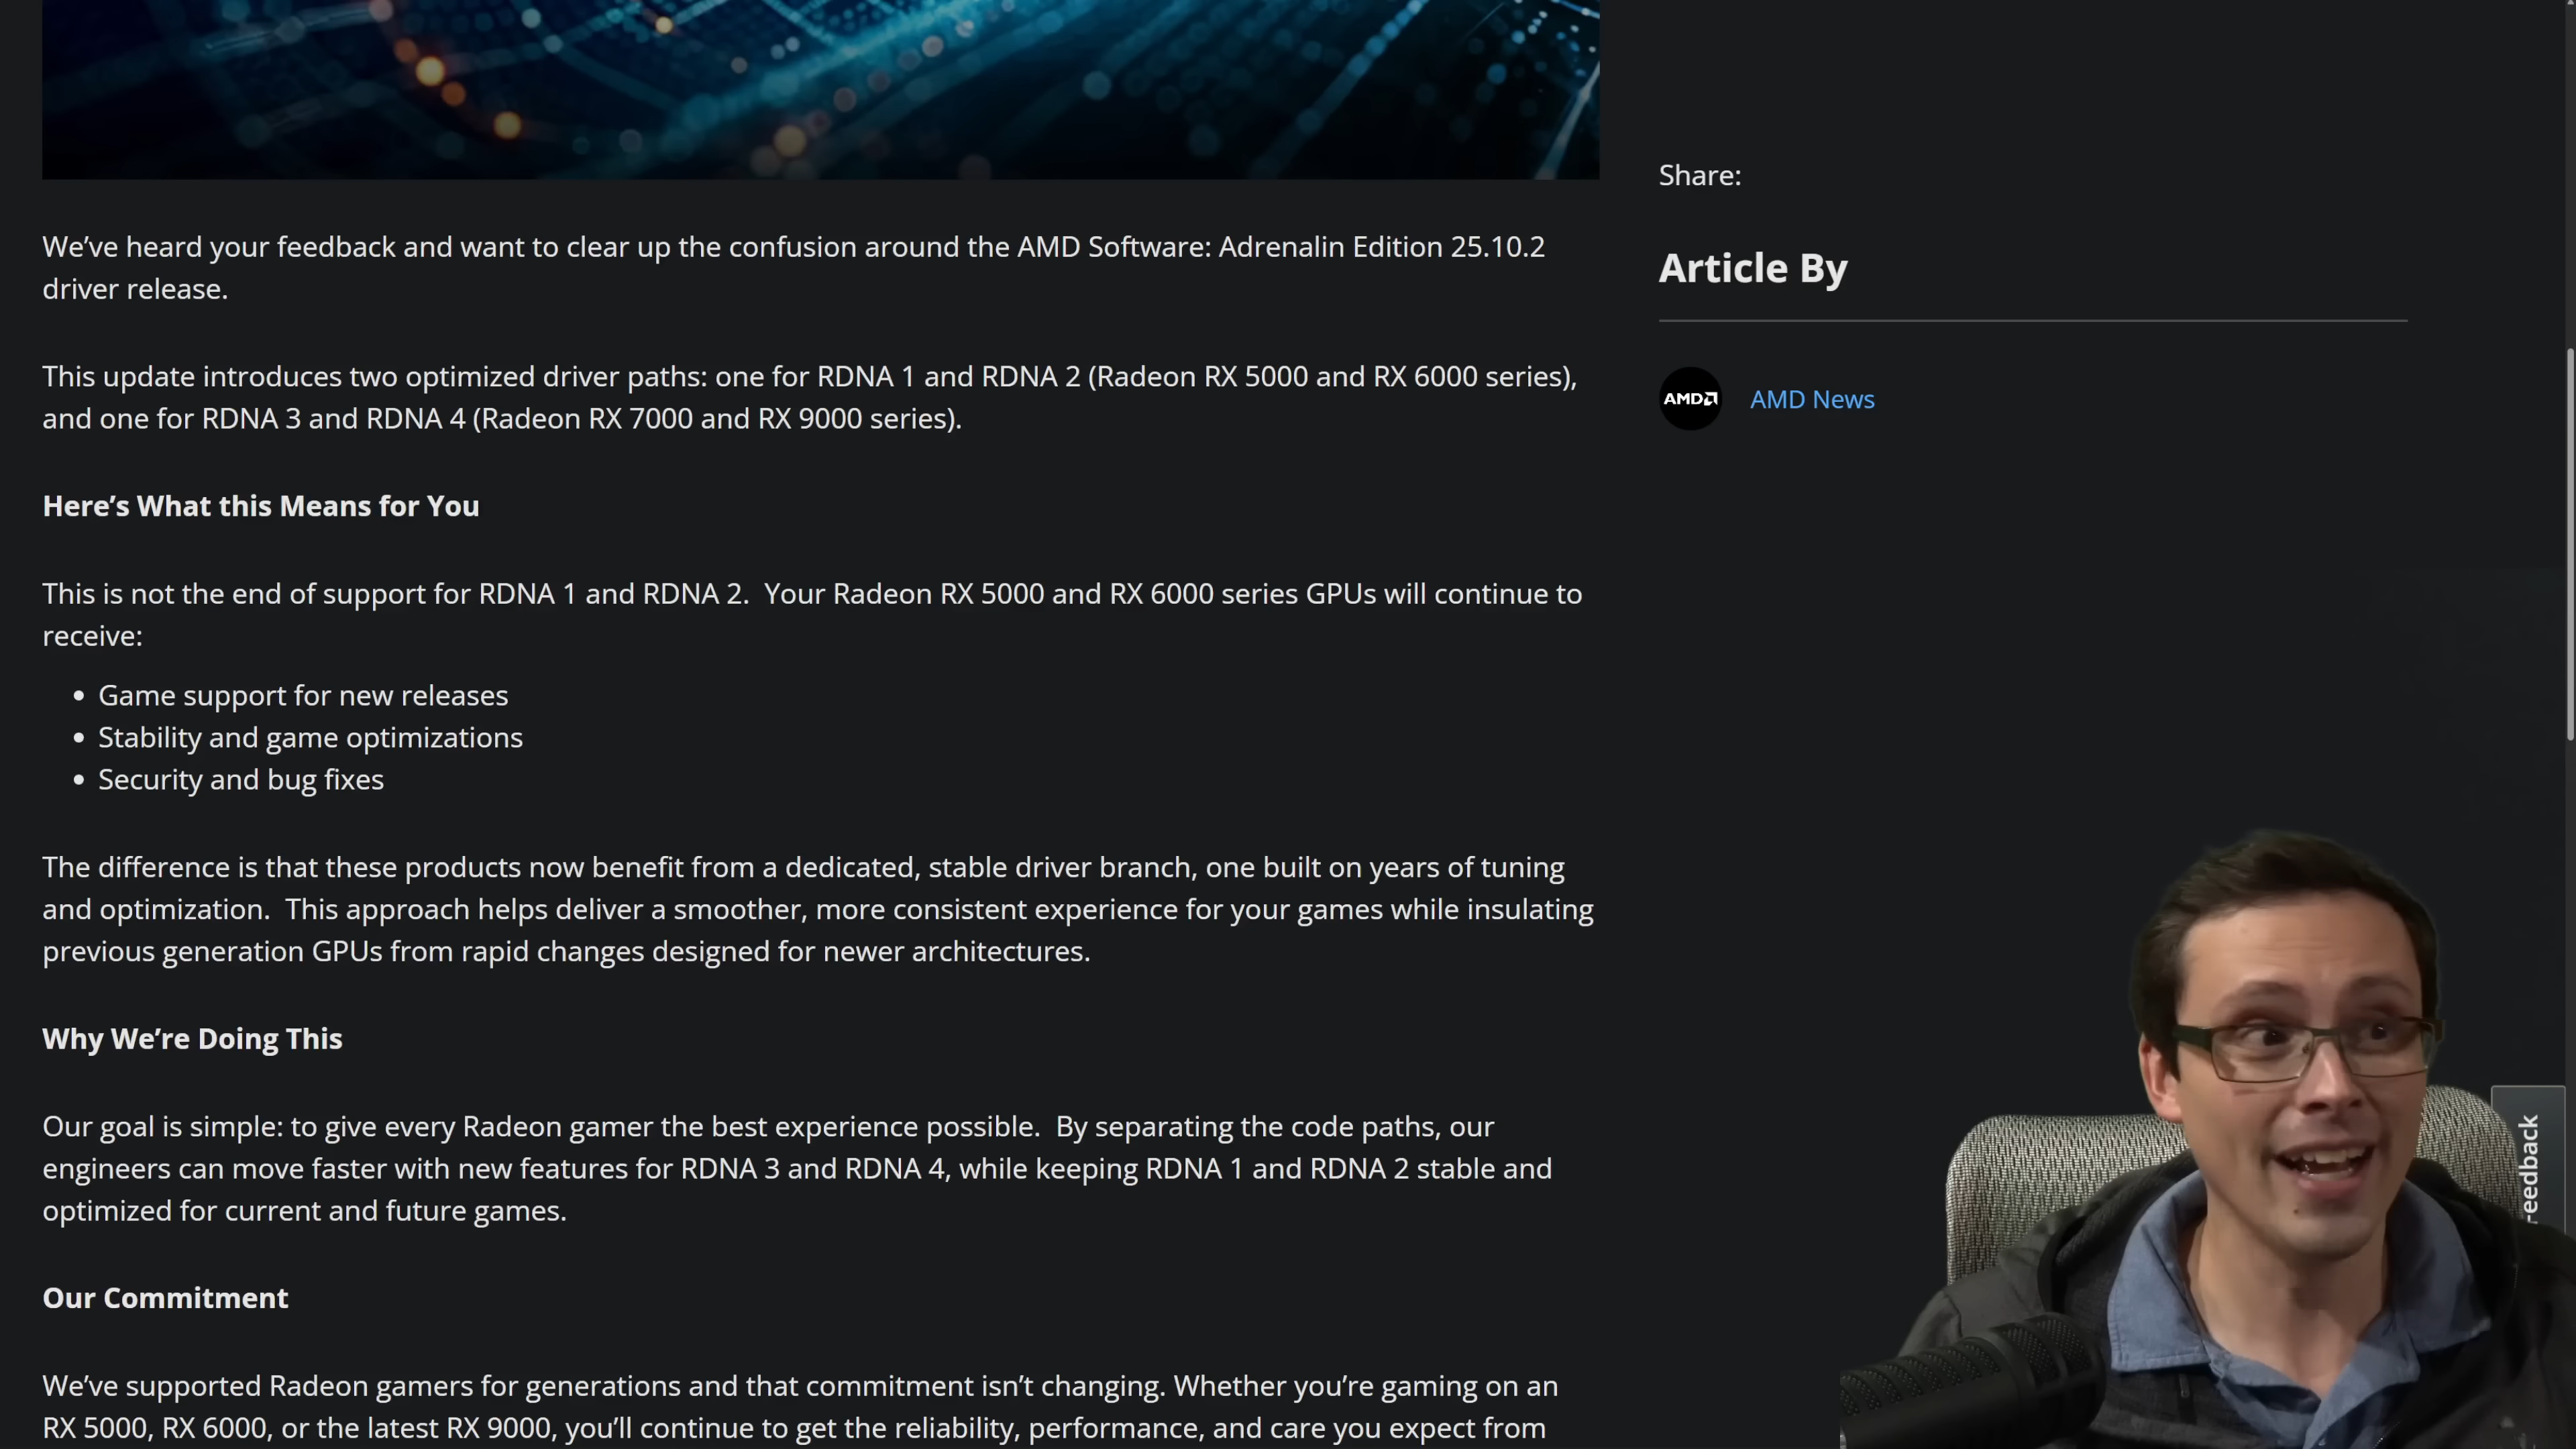 We’ve heard your feedback and want to clear up the confusion around the AMD Software: Adrenalin Edition 25.10.2
driver release.
This update introduces two optimized driver paths: one for RDNA 1 and RDNA 2 (Radeon RX 5000 and RX 6000 series),
and one for RDNA 3 and RDNA 4 (Radeon RX 7000 and RX 9000 series).
Here’s What this Means for You
This is not the end of support for RDNA 1 and RDNA 2.  Your Radeon RX 5000 and RX 6000 series GPUs will continue to
receive:
• Game support for new releases
• Stability and game optimizations
• Security and bug fixes
The difference is that these products now benefit from a dedicated, stable driver branch, one built on years of tuning
and optimization.  This approach helps deliver a smoother, more consistent experience for your games while insulating
previous generation GPUs from rapid changes designed for newer architectures.
Why We’re Doing This
Our goal is simple: to give every Radeon gamer the best experience possible.  By separating the code paths, our
engineers can move faster with new features for RDNA 3 and RDNA 4, while keeping RDNA 1 and RDNA 2 stable and
optimized for current and future games.
Our Commitment
We’ve supported Radeon gamers for generations and that commitment isn’t changing. Whether you’re gaming on an
RX 5000, RX 6000, or the latest RX 9000, you’ll continue to get the reliability, performance, and care you expect from
Share:
Article By
AMD
AMD News
eedback